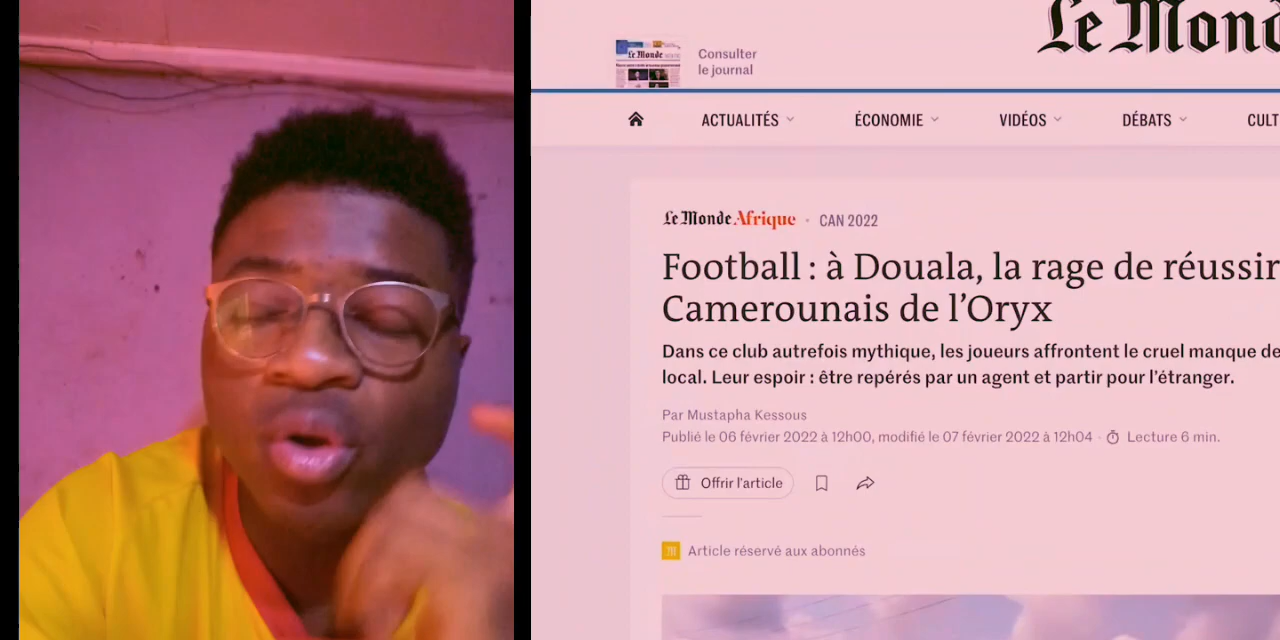 Le Mond
Consulter
le journal
Le Monde
ACTUALITÉS
ÉCONOMIE
VIDÉOS
DÉBATS
CULT
Le Monde Afrique · CAN 2022
Football : à Douala, la rage de réussir
Camerounais de l’Oryx
Dans ce club autrefois mythique, les joueurs affrontent le cruel manque de
local. Leur espoir : être repérés par un agent et partir pour l’étranger.
Par Mustapha Kessous
Publié le 06 février 2022 à 12h00, modifié le 07 février 2022 à 12h04 · Lecture 6 min.
Offrir l’article
Article réservé aux abonnés